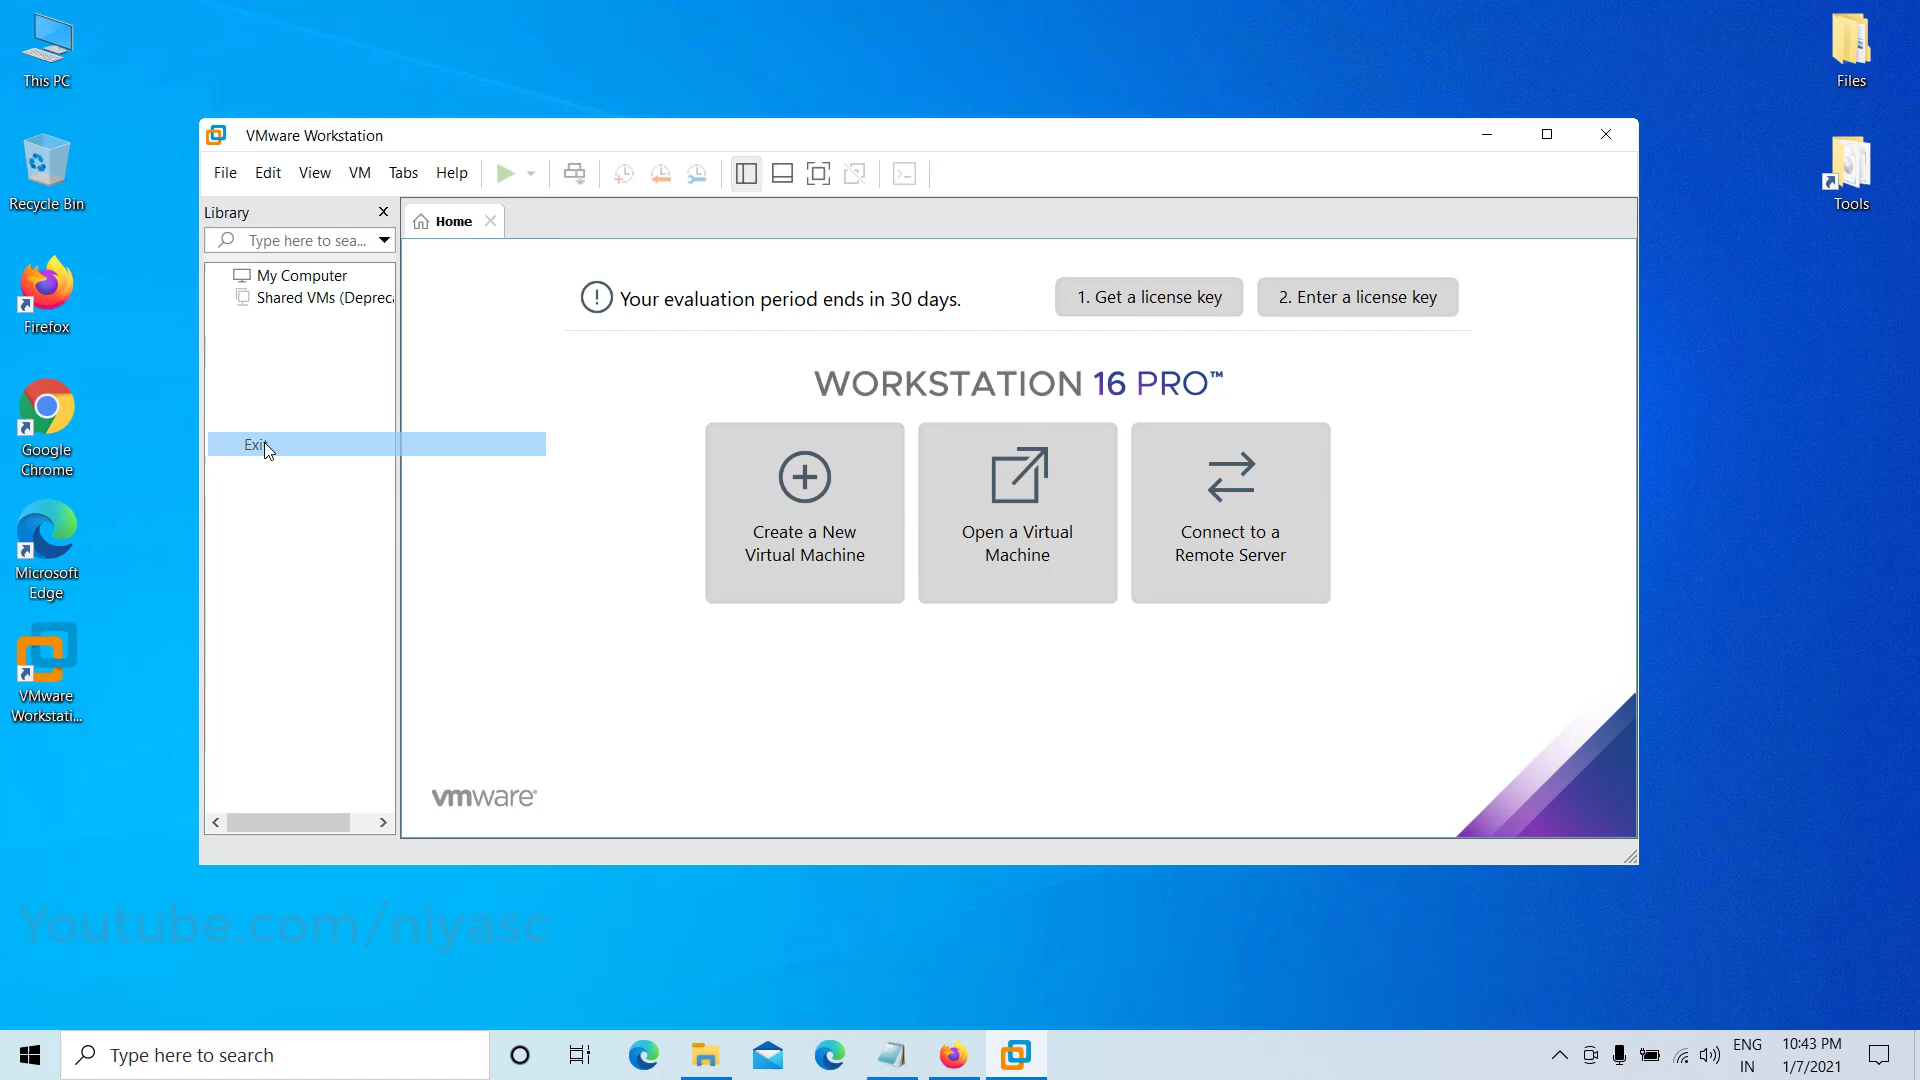 This PC
Recycle Bin
Firefox
Google
Chrome
Microsoft
Edge
VMware
Workstati...
Files
Tools
VMware Workstation
File Edit View VM Tabs Help
Library
Type here to sea...
My Computer
Shared VMs (Depreca
Exit
Home
Your evaluation period ends in 30 days.
1. Get a license key
2. Enter a license key
WORKSTATION 16 PRO™
Create a New
Virtual Machine
Open a Virtual
Machine
Connect to a
Remote Server
vmware®
Youtube.com/niyasc
Type here to search
ENG
IN
10:43 PM
1/7/2021